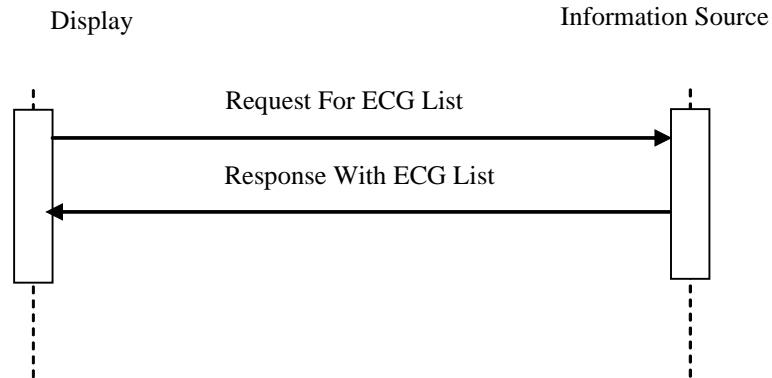 Display
Information Source
Request For ECG List
Response With ECG List